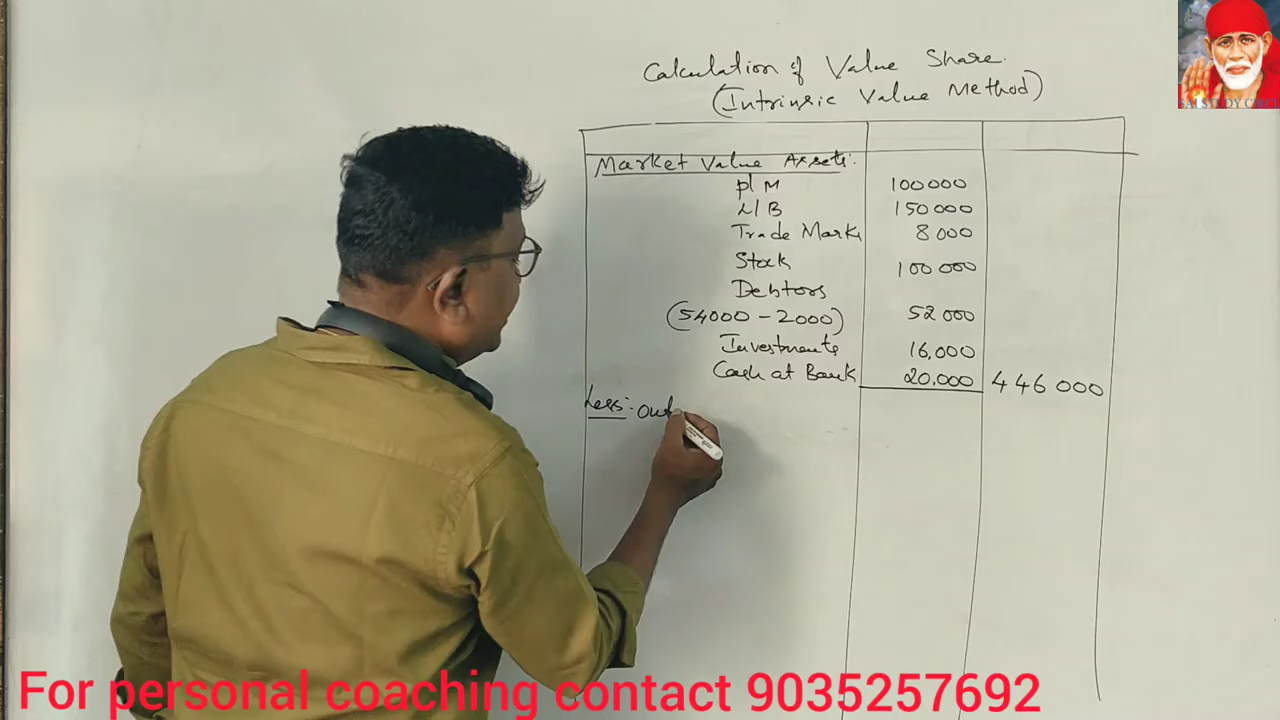 Calculation of Value Share.
(Intrinsic Value Method)
Market Value Assets:
P/M 100000
L/B 150000
Trade Mark 8000
Stock 100000
Debtors
(54000 - 2000) 52000
Investments 16,000
Cash at Bank 20,000 446000
Less: out
For personal coaching contact 9035257692